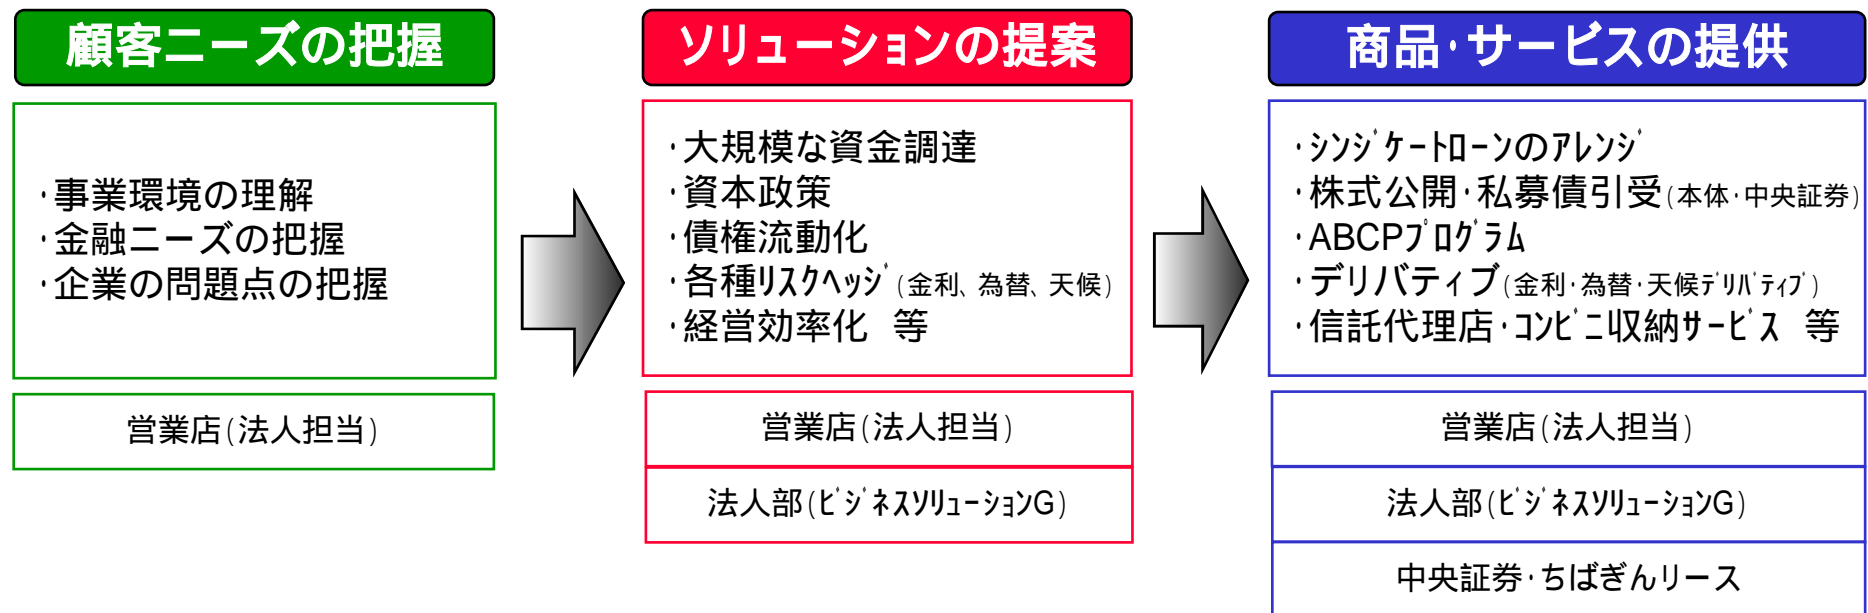 顧客ニーズの把握
・事業環境の理解
・金融ニーズの把握
・企業の問題点の把握
営業店(法人担当)
ソリューションの提案
・大規模な資金調達
・資本政策
・債権流動化
・各種ﾘｽｸﾍｯｼﾞ(金利、為替、天候)
・経営効率化 等
営業店(法人担当)
法人部(ﾋﾞｼﾞﾈｽｿﾘｭｰｼｮﾝG)
商品・サービスの提供
・ｼﾝｼﾞｹｰﾄﾛｰﾝのｱﾚﾝｼﾞ
・株式公開・私募債引受(本体・中央証券)
・ABCPﾌﾟﾛｸﾞﾗﾑ
・デリバティブ(金利・為替・天候ﾃﾞﾘﾊﾞﾃｨﾌﾞ)
・信託代理店・ｺﾝﾋﾞﾆ収納ｻｰﾋﾞｽ 等
営業店(法人担当)
法人部(ﾋﾞｼﾞﾈｽｿﾘｭｰｼｮﾝG)
中央証券・ちばぎんリース